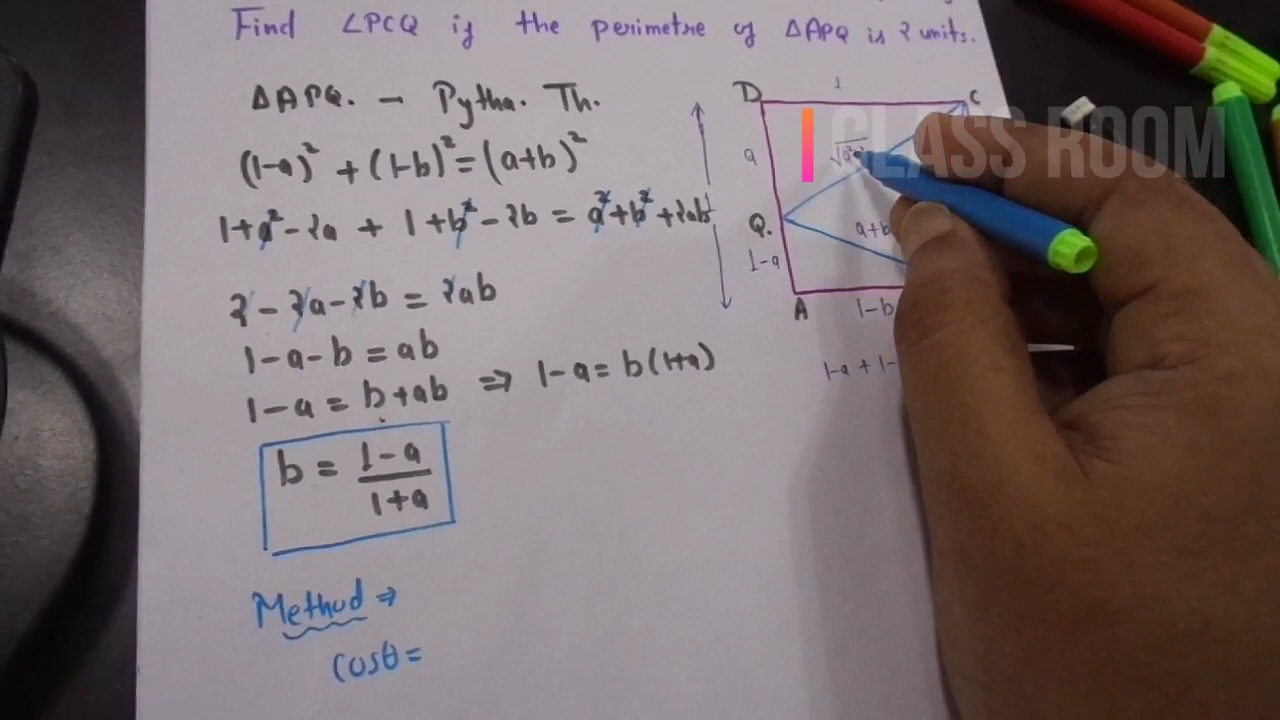 Find ∠PCQ if the perimetre of ΔAPQ is 2 units.
ΔAPQ. – Pytha. Th.
(1-a)² + (1-b)² = (a+b)²
1+a²-2a + 1+b²-2b = a²+b²+2ab
2-2a-2b = 2ab
1-a-b = ab
1-a = b+ab ⇒ 1-a = b(1+a)
b = (1-a)/(1+a)
Method ⇒
cosθ =
D 1 C
a
Q. a+b
1-a
A 1-b
1-a + 1-
CLASS ROOM